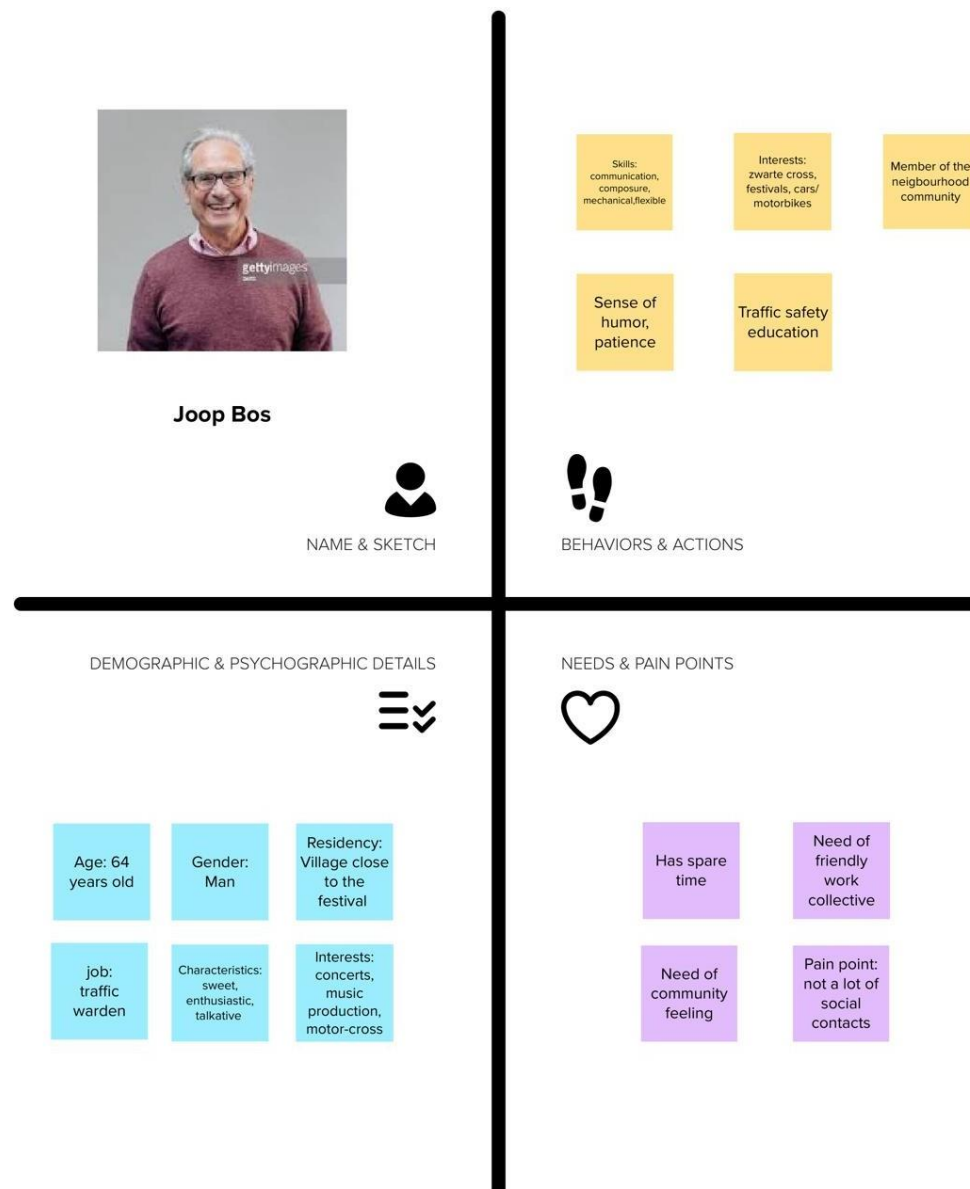 gettyimages
Joop Bos
NAME & SKETCH
Skills:
communication,
composure,
mechanical,flexible
Interests:
zwarte cross,
festivals, cars/
motorbikes
Member of the
neigbourhood
community
Sense of
humor,
patience
Traffic safety
education
BEHAVIORS & ACTIONS
DEMOGRAPHIC & PSYCHOGRAPHIC DETAILS
Age: 64
years old
Gender:
Man
Residency:
Village close
to the
festival
job:
traffic
warden
Characteristics:
sweet,
enthusiastic,
talkative
Interests:
concerts,
music
production,
motor-cross
NEEDS & PAIN POINTS
Has spare
time
Need of
friendly
work
collective
Need of
community
feeling
Pain point:
not a lot of
social
contacts